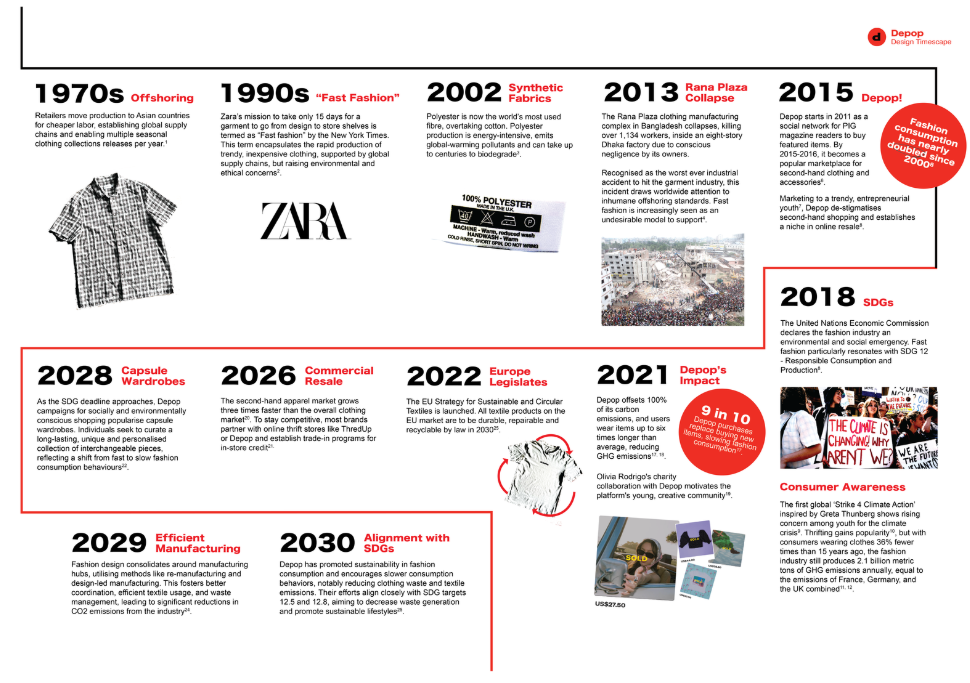 d
Depop
Design Timescape
1970s Offshoring
Retailers move production to Asian countries
for cheaper labor, establishing global supply
chains and enabling multiple seasonal
clothing collections releases per year.¹
1990s “Fast Fashion”
Zara's mission to take only 15 days for a
garment to go from design to store shelves is
termed as “Fast fashion” by the New York Times.
This term encapsulates the rapid production of
trendy, inexpensive clothing, supported by global
supply chains, but raising environmental and
ethical concerns².
ZARA
2002 Synthetic
Fabrics
Polyester is now the world's most used
fibre, overtaking cotton. Polyester
production is energy-intensive, emits
global-warming pollutants and can take up
to centuries to biodegrade³.
100% POLYESTER
MADE IN THE U.K.
40
MACHINE - Warm, reduced wash
HANDWASH - Warm
COLD RINSE, SHORT SPIN, DO NOT WRING
2013 Rana Plaza
Collapse
The Rana Plaza clothing manufacturing
complex in Bangladesh collapses, killing
over 1,134 workers, inside an eight-story
Dhaka factory due to conscious
negligence by its owners.
Recognised as the worst ever industrial
accident to hit the garment industry, this
incident draws worldwide attention to
inhumane offshoring standards. Fast
fashion is increasingly seen as an
undesirable model to support⁴.
2015 Depop!
Depop starts in 2011 as a
social network for PIG
magazine readers to buy
featured items. By
2015-2016, it becomes a
popular marketplace for
second-hand clothing and
accessories⁶.
Marketing to a trendy, entrepreneurial
youth⁷, Depop de-stigmatises
second-hand shopping and establishes
a niche in online resale⁸.
Fashion
consumption
has nearly
doubled since
2000⁸
2018 SDGs
The United Nations Economic Commission
declares the fashion industry an
environmental and social emergency. Fast
fashion particularly resonates with SDG 12
- Responsible Consumption and
Production⁸.
THE CLIMATE IS
CHANGING WHY
ARENT WE?
WE ARE
THE FUTURE
Consumer Awareness
The first global ‘Strike 4 Climate Action’
inspired by Greta Thunberg shows rising
concern among youth for the climate
crisis⁹. Thrifting gains popularity¹⁰, but with
consumers wearing clothes 36% fewer
times than 15 years ago, the fashion
industry still produces 2.1 billion metric
tons of GHG emissions annually, equal to
the emissions of France, Germany, and
the UK combined¹¹, ¹².
2021 Depop's
Impact
Depop offsets 100%
of its carbon
emissions, and users
wear items up to six
times longer than
average, reducing
GHG emissions¹⁷, ¹⁸.
Olivia Rodrigo's charity
collaboration with Depop motivates the
platform's young, creative community¹⁹.
9 in 10
Depop purchases
replace buying new
items, slowing fashion
consumption¹⁷
SOLD
US$27.50
2022 Europe
Legislates
The EU Strategy for Sustainable and Circular
Textiles is launched. All textile products on the
EU market are to be durable, repairable and
recyclable by law in 2030²⁵.
2026 Commercial
Resale
The second-hand apparel market grows
three times faster than the overall clothing
market²⁰. To stay competitive, most brands
partner with online thrift stores like ThredUp
or Depop and establish trade-in programs for
in-store credit²¹.
2028 Capsule
Wardrobes
As the SDG deadline approaches, Depop
campaigns for socially and environmentally
conscious shopping popularise capsule
wardrobes. Individuals seek to curate a
long-lasting, unique and personalised
collection of interchangeable pieces,
reflecting a shift from fast to slow fashion
consumption behaviours²².
2029 Efficient
Manufacturing
Fashion design consolidates around manufacturing
hubs, utilising methods like re-manufacturing and
design-led manufacturing. This fosters better
coordination, efficient textile usage, and waste
management, leading to significant reductions in
CO2 emissions from the industry²⁴.
2030 Alignment with
SDGs
Depop has promoted sustainability in fashion
consumption and encourages slower consumption
behaviors, notably reducing clothing waste and textile
emissions. Their efforts align closely with SDG targets
12.5 and 12.8, aiming to decrease waste generation
and promote sustainable lifestyles²⁶.